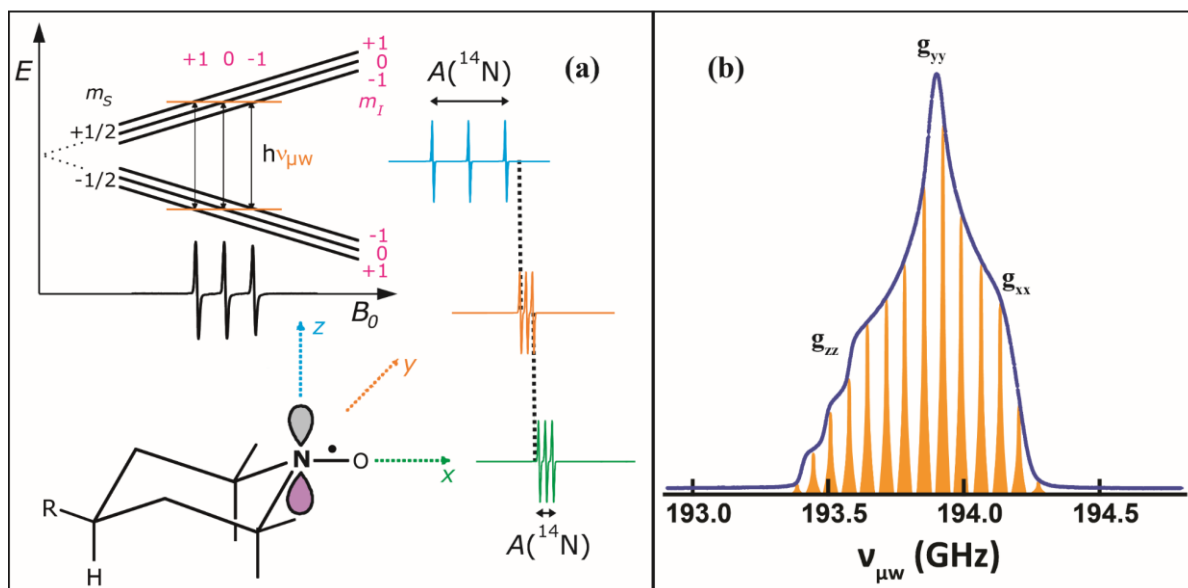 (a)
E
+1 0 -1
+1
0
-1
m_I
m_S
+1/2
-1/2
hν_μw
-1
0
+1
B_0
A(¹⁴N)
z
y
x
N
O
R
H
A(¹⁴N)
(b)
g_yy
g_xx
g_zz
193.0 193.5 194.0 194.5
ν_μw (GHz)